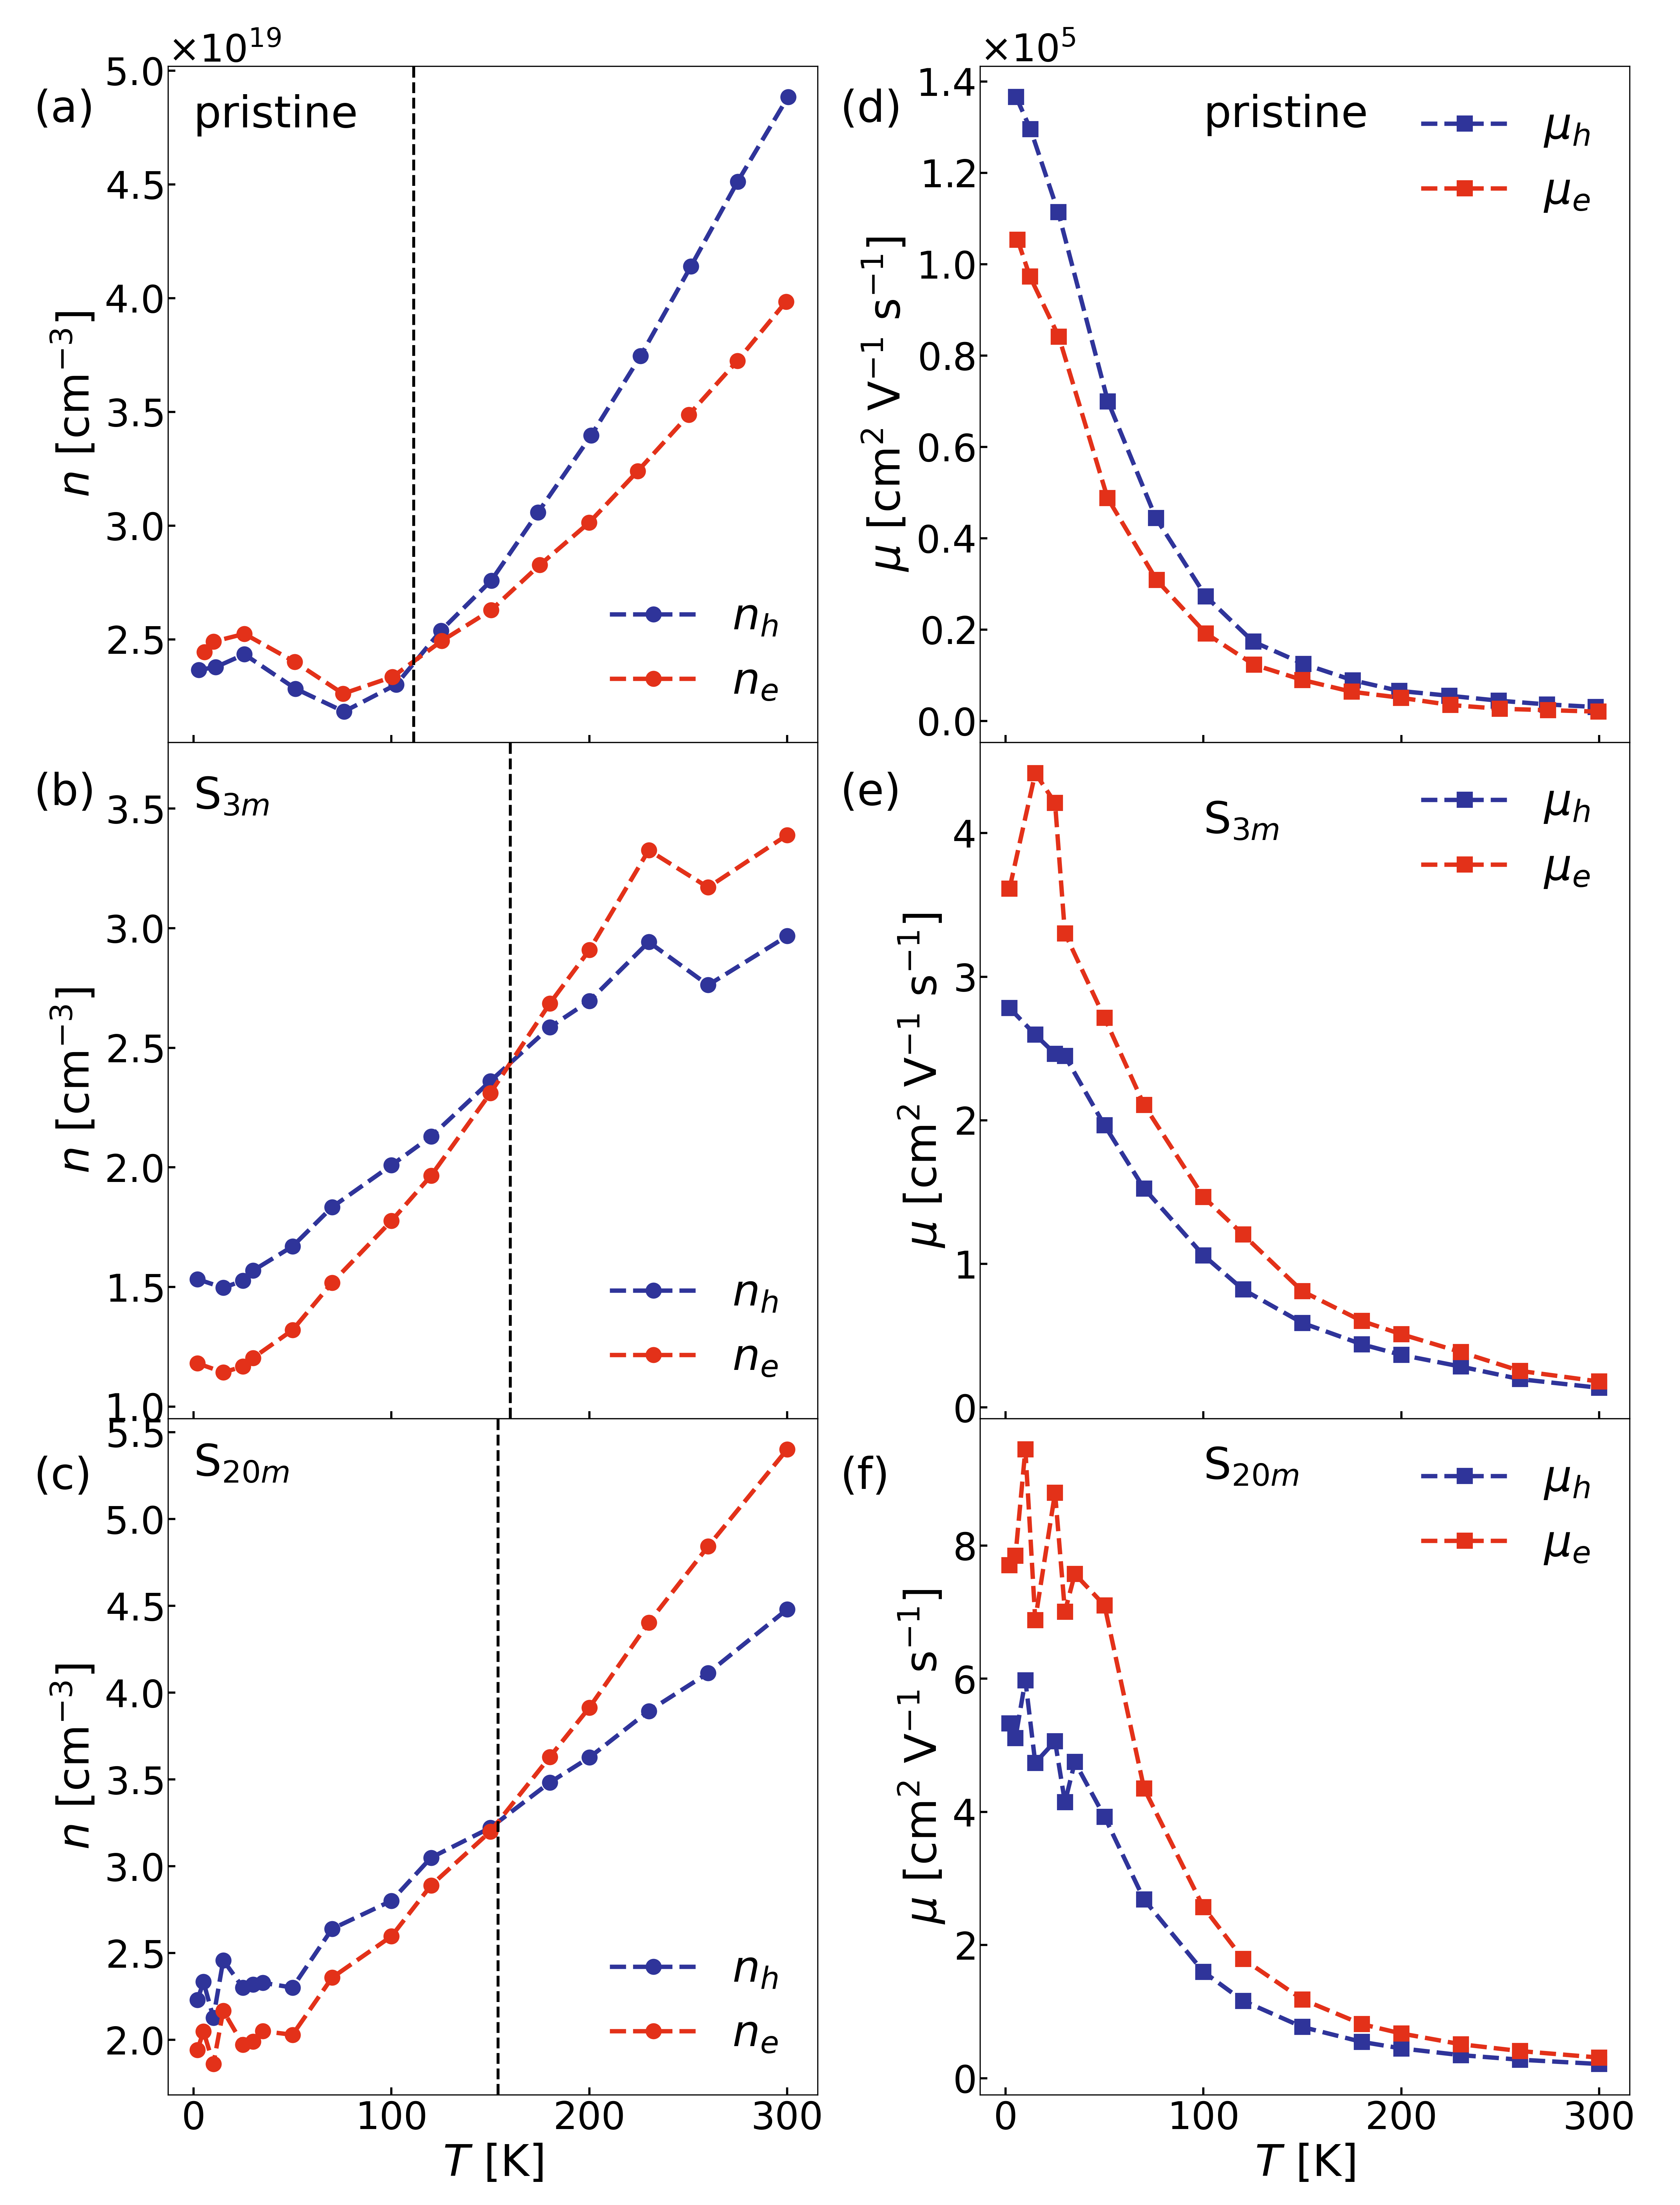 ×10^19
(a)
pristine
5.0
4.5
4.0
3.5
3.0
2.5
n [cm^−3]
n_h
n_e
(b)
S_3m
3.5
3.0
2.5
2.0
1.5
1.0
n [cm^−3]
n_h
n_e
(c)
S_20m
5.5
5.0
4.5
4.0
3.5
3.0
2.5
2.0
n [cm^−3]
n_h
n_e
0 100 200 300
T [K]
×10^5
(d)
pristine
1.4
1.2
1.0
0.8
0.6
0.4
0.2
0.0
μ [cm^2 V^−1 s^−1]
μ_h
μ_e
(e)
S_3m
4
3
2
1
0
μ [cm^2 V^−1 s^−1]
μ_h
μ_e
(f)
S_20m
8
6
4
2
0
μ [cm^2 V^−1 s^−1]
μ_h
μ_e
0 100 200 300
T [K]